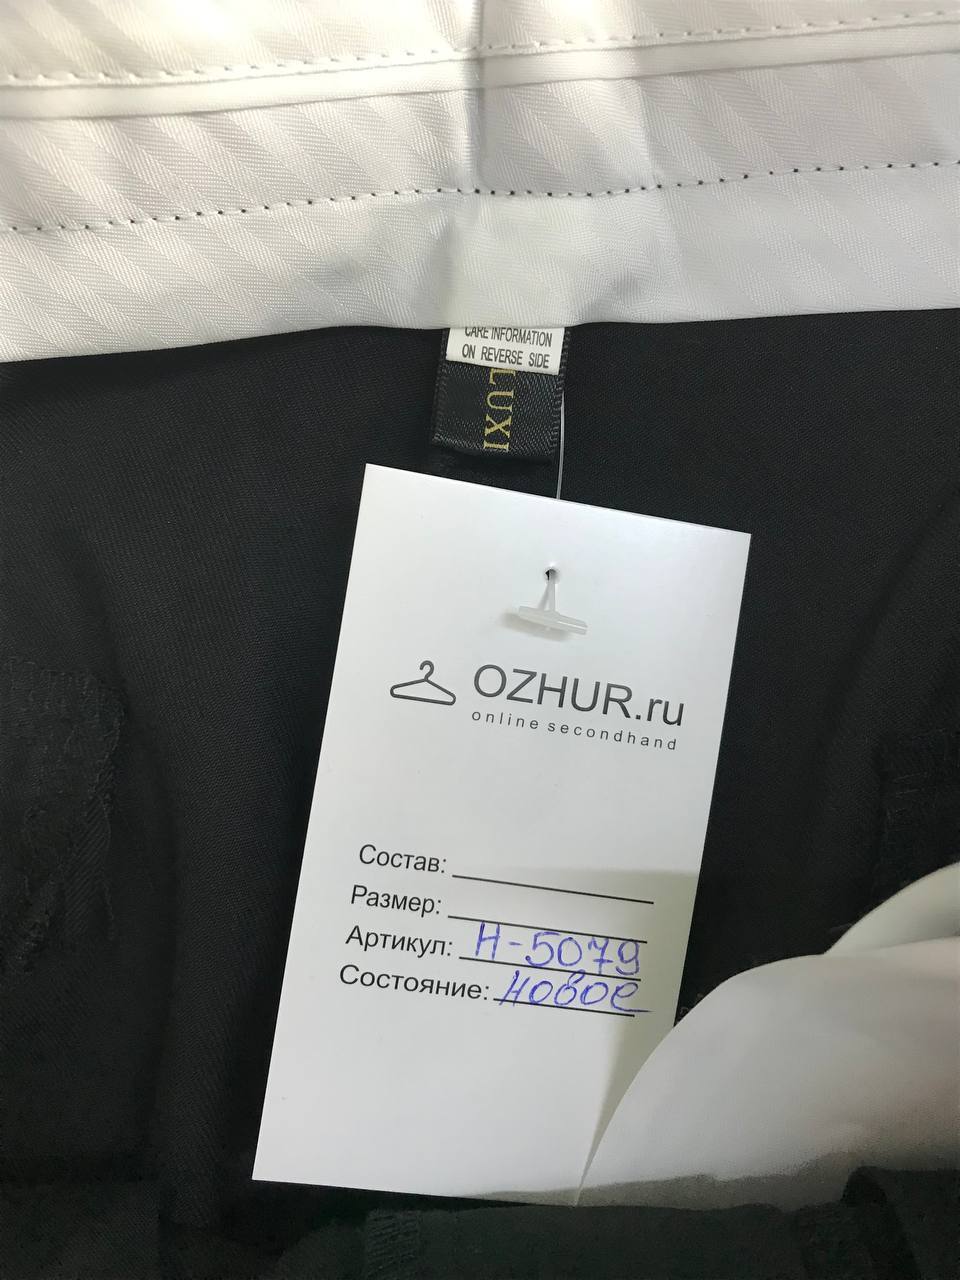 CARE INFORMATION
ON REVERSE SIDE
LUXI
OZHUR.ru
online secondhand
Состав:
Размер:
Артикул: Н-5079
Состояние: новое